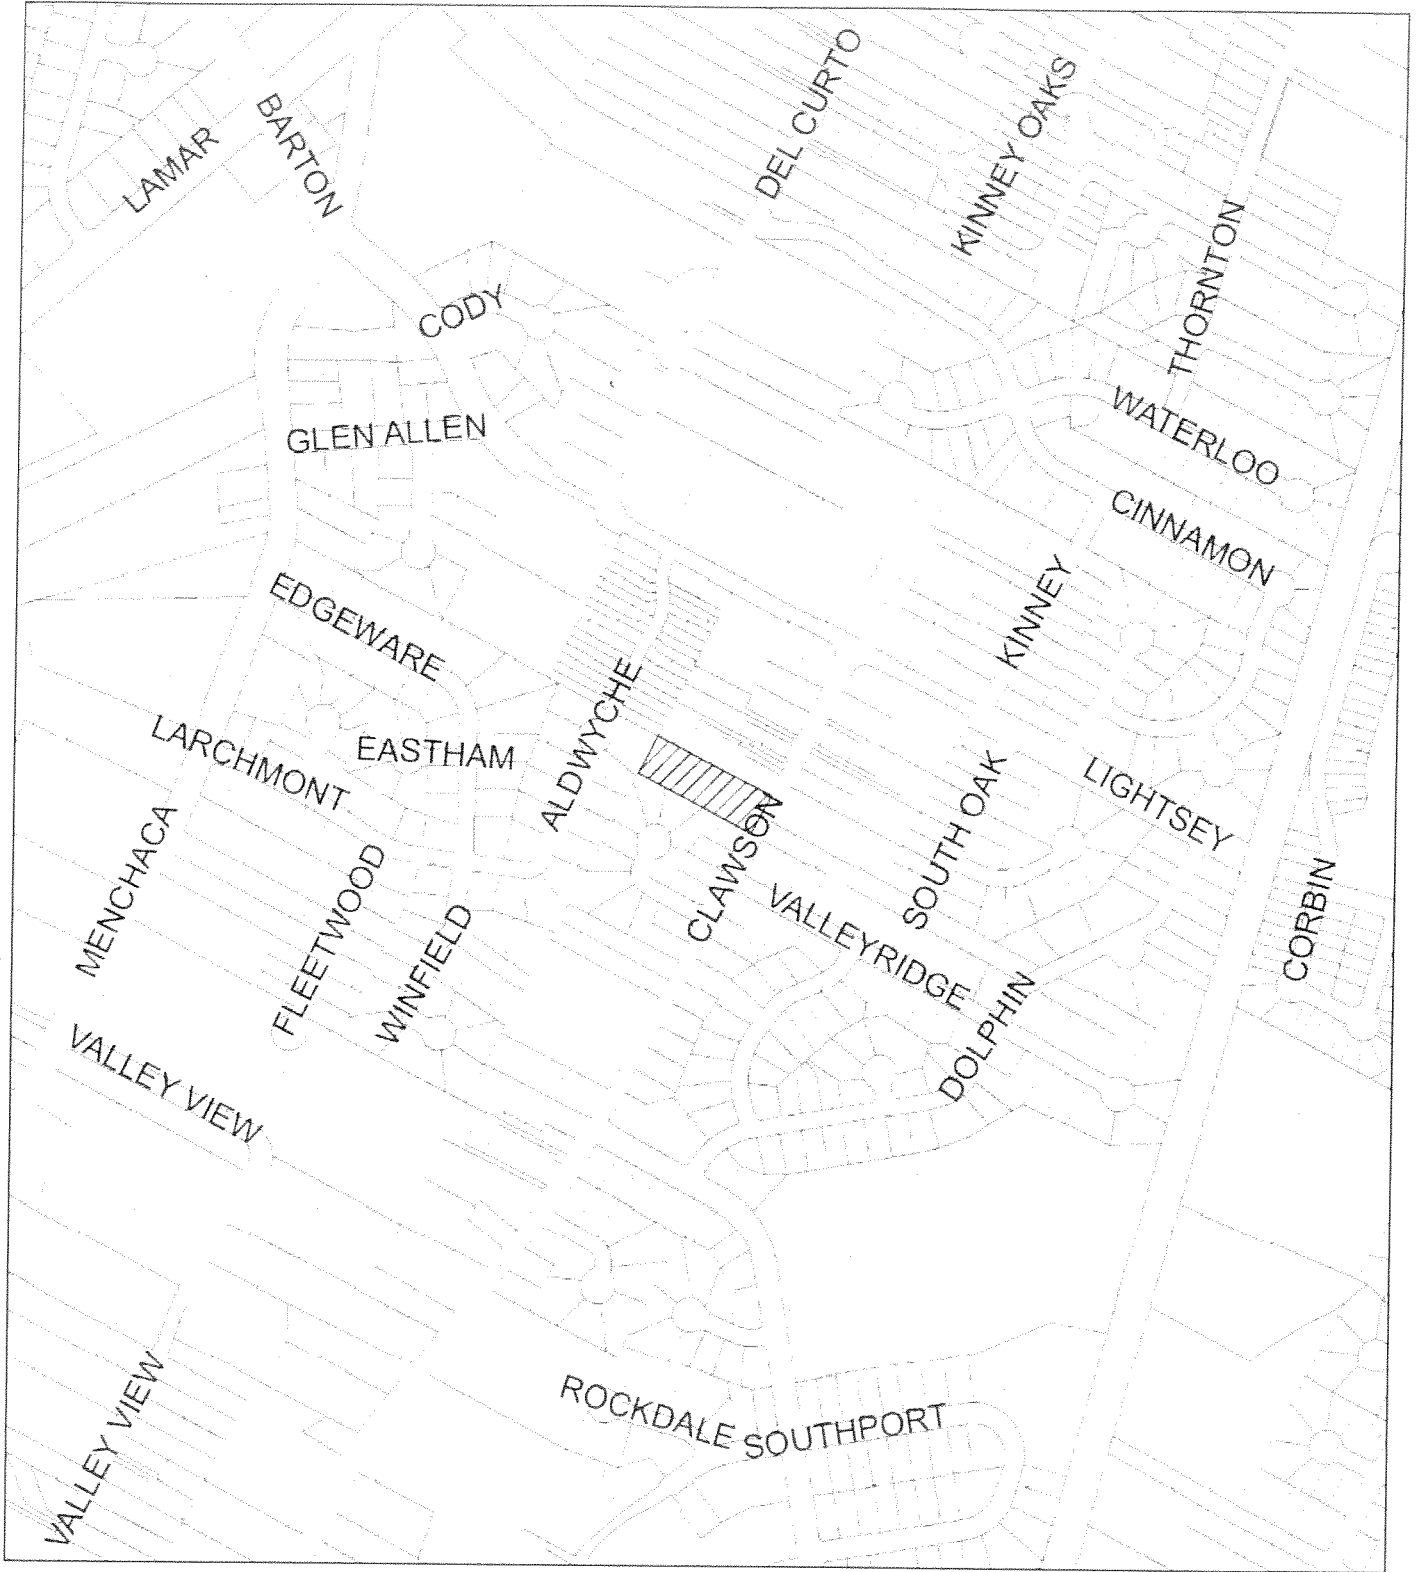 DEL CURTO
KINNEY OAKS
LAMAR
BARTON
THORNTON
CODY
WATERLOO
GLEN ALLEN
CINNAMON
KINNEY
EDGEWARE
ALDWYCHE
LARCHMONT
EASTHAM
SOUTH OAK
LIGHTSEY
MENCHACA
CLAWSON
FLEETWOOD
VALLEYRIDGE
CORBIN
WINFIELD
DOLPHIN
VALLEY VIEW
VALLEY VIEW
ROCKDALE
SOUTHPORT